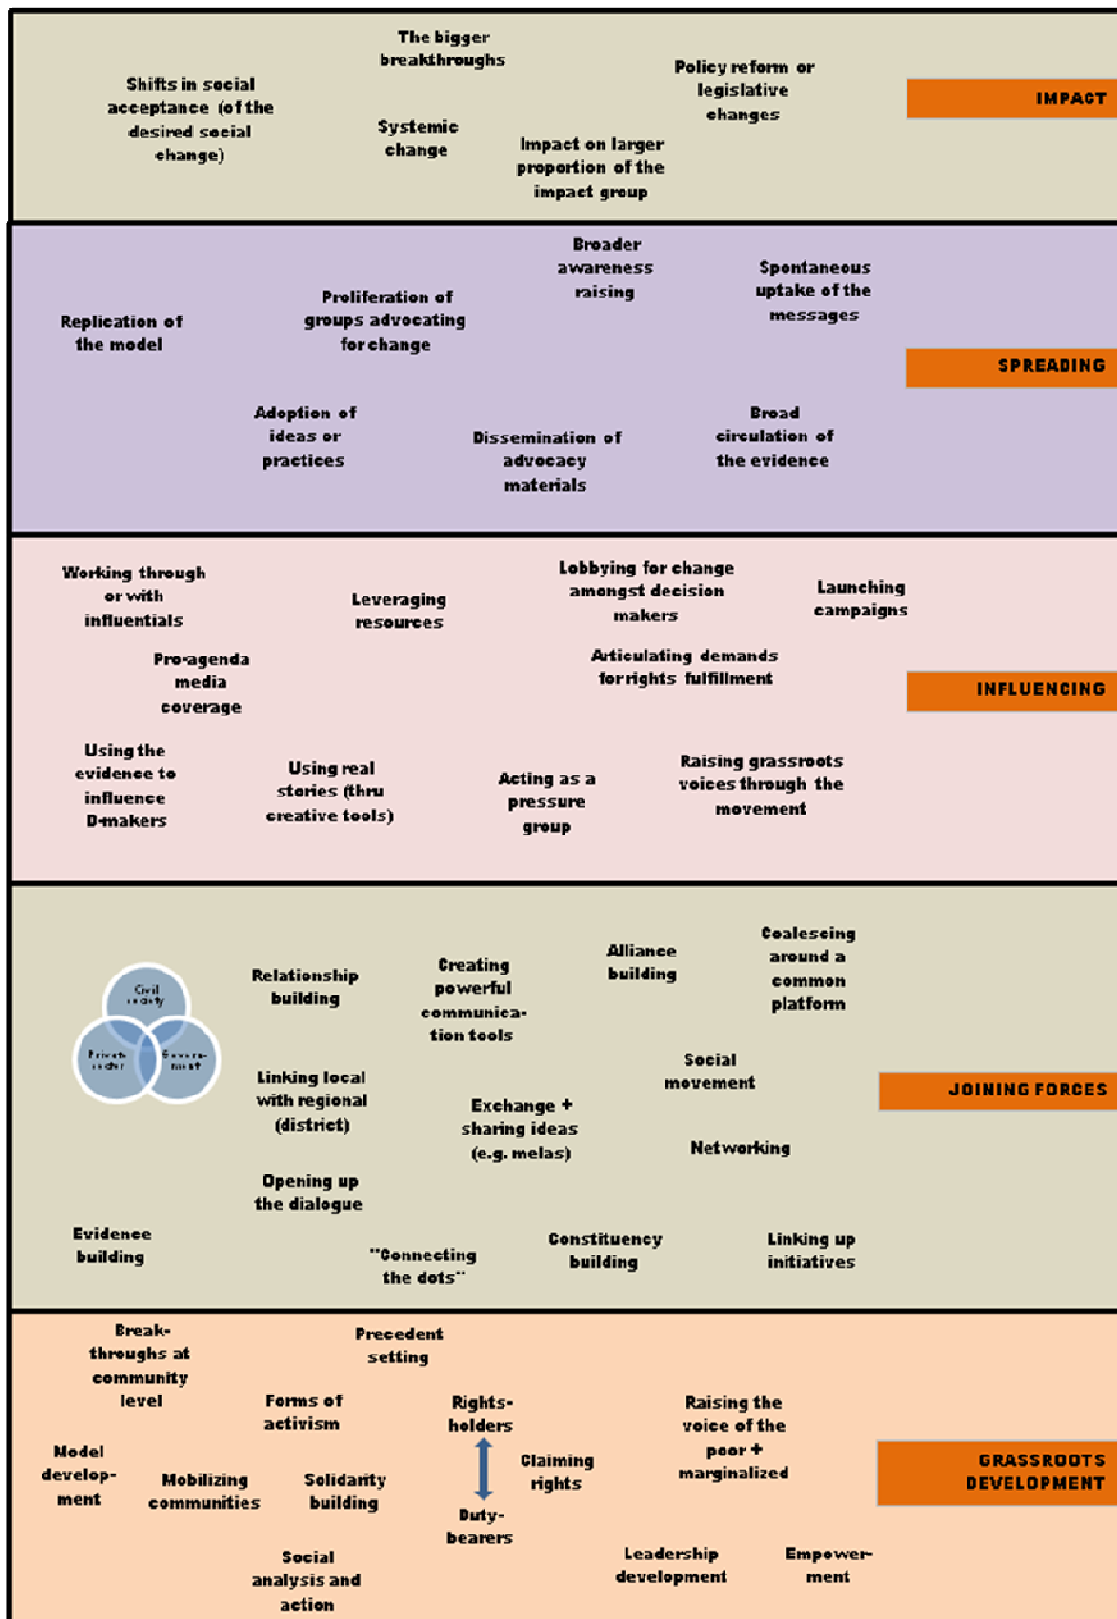 The bigger
breakthroughs
Shifts in social
acceptance (of the
desired social
change)
Systemic
change
Policy reform or
legislative
changes
Impact on larger
proportion of the
impact group
IMPACT
Broader
awareness
raising
Spontaneous
uptake of the
messages
Proliferation of
groups advocating
for change
Replication of
the model
SPREADING
Adoption of
ideas or
practices
Dissemination of
advocacy
materials
Broad
circulation of
the evidence
Working through
or with
influentials
Leveraging
resources
Lobbying for change
amongst decision
makers
Launching
campaigns
Pro-agenda
media
coverage
Articulating demands
for rights fulfillment
INFLUENCING
Using the
evidence to
influence
D-makers
Using real
stories (thru
creative tools)
Acting as a
pressure
group
Raising grassroots
voices through the
movement
Civil
society
Private
sector
Govern-
ment
Relationship
building
Creating
powerful
communica-
tion tools
Alliance
building
Coalescing
around a
common
platform
Linking local
with regional
(district)
Exchange +
sharing ideas
(e.g. melas)
Social
movement
JOINING FORCES
Networking
Opening up
the dialogue
Evidence
building
"Connecting
the dots"
Constituency
building
Linking up
initiatives
Break-
throughs at
community
level
Precedent
setting
Forms of
activism
Rights-
holders
Raising the
voice of the
poor +
marginalized
Model
develop-
ment
Mobilizing
communities
Solidarity
building
Claiming
rights
GRASSROOTS
DEVELOPMENT
Duty-
bearers
Social
analysis and
action
Leadership
development
Empower-
ment